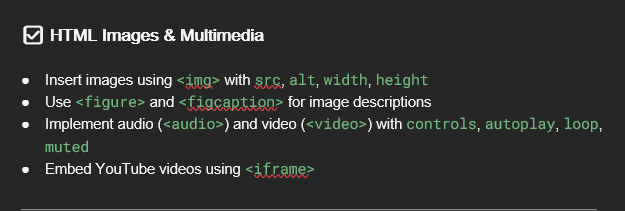 ☑ HTML Images & Multimedia
● Insert images using <img> with src, alt, width, height
● Use <figure> and <figcaption> for image descriptions
● Implement audio (<audio>) and video (<video>) with controls, autoplay, loop,
muted
● Embed YouTube videos using <iframe>